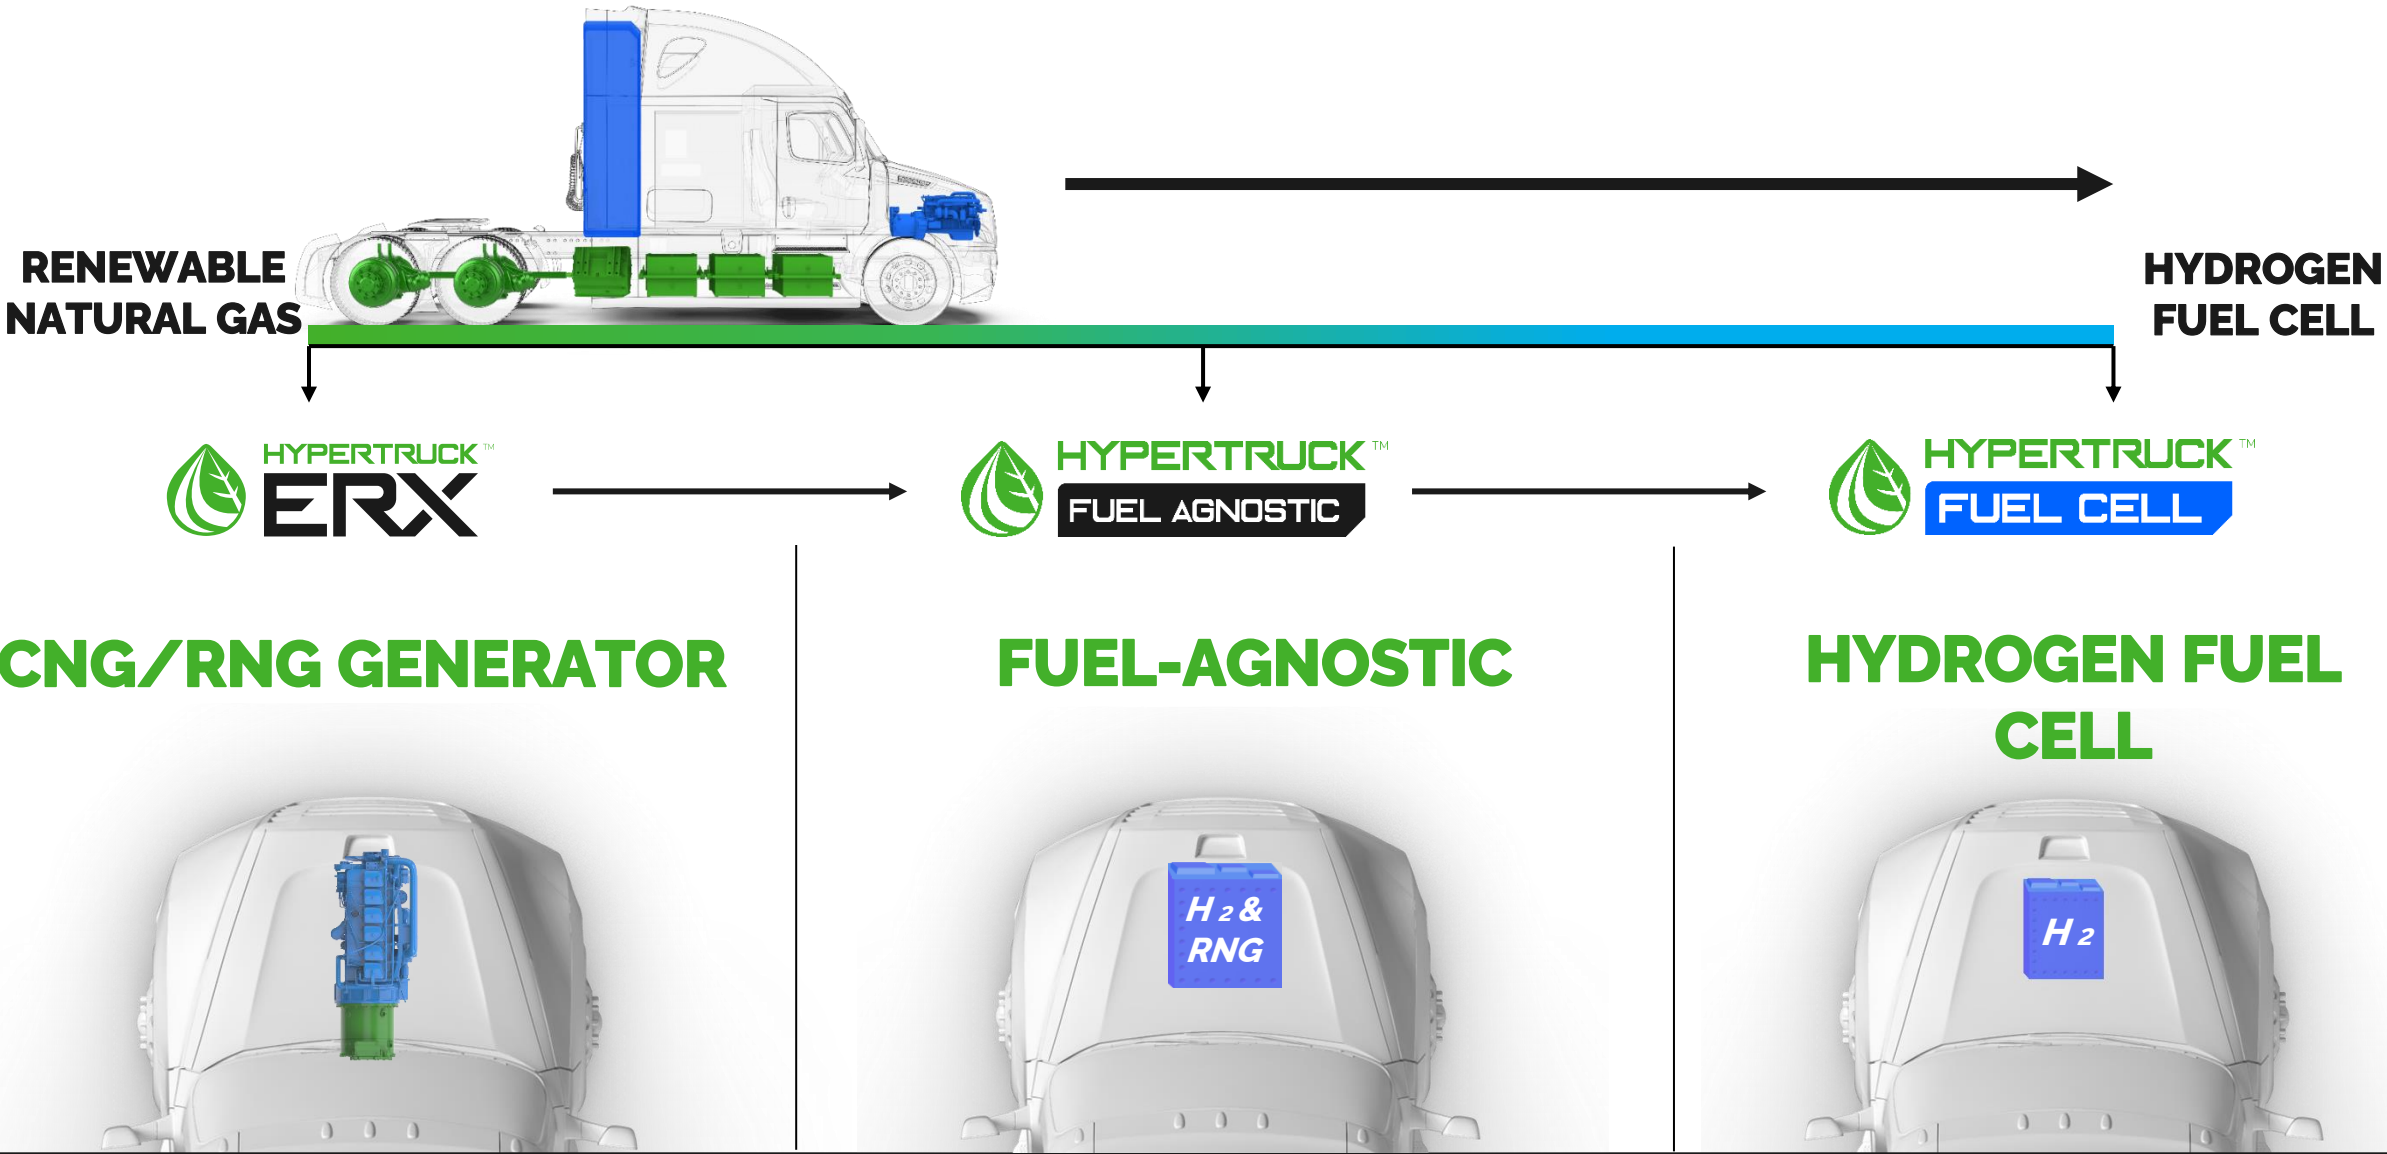 RENEWABLE
NATURAL GAS
HYDROGEN
FUEL CELL
HYPERTRUCK™
ERX
HYPERTRUCK™
FUEL AGNOSTIC
HYPERTRUCK™
FUEL CELL
CNG/RNG GENERATOR
FUEL-AGNOSTIC
HYDROGEN FUEL
CELL
H2 &
RNG
H2